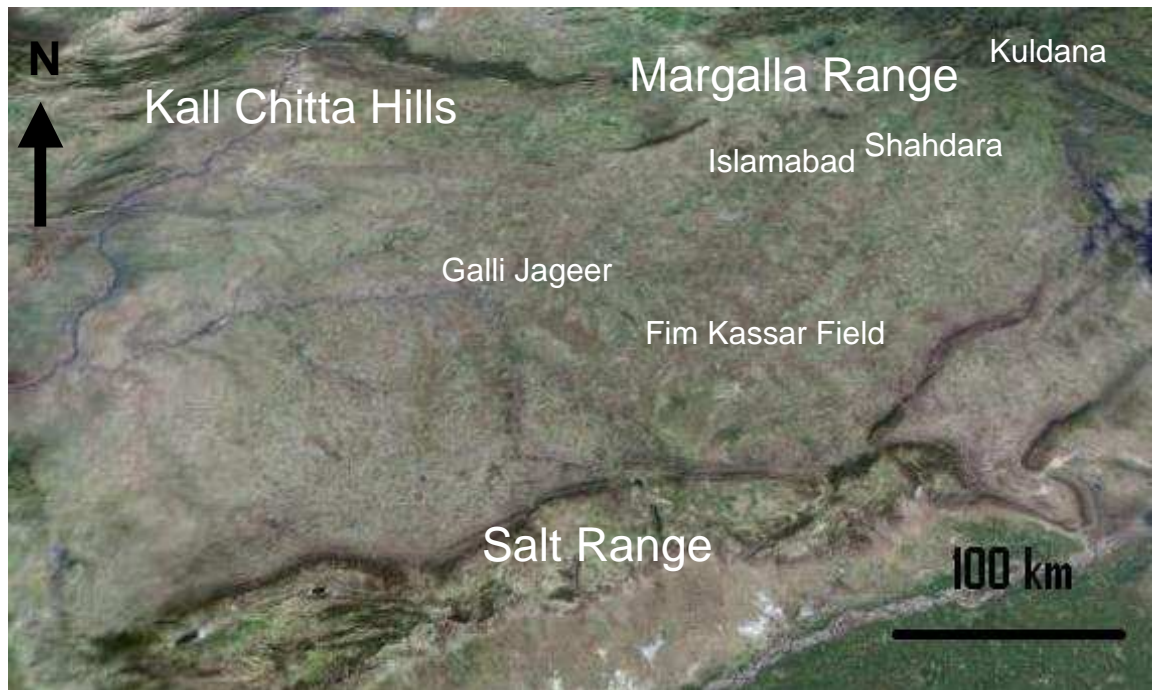 N
Kuldana
Margalla Range
Kall Chitta Hills
Shahdara
Islamabad
Galli Jageer
Fim Kassar Field
Salt Range
100 km